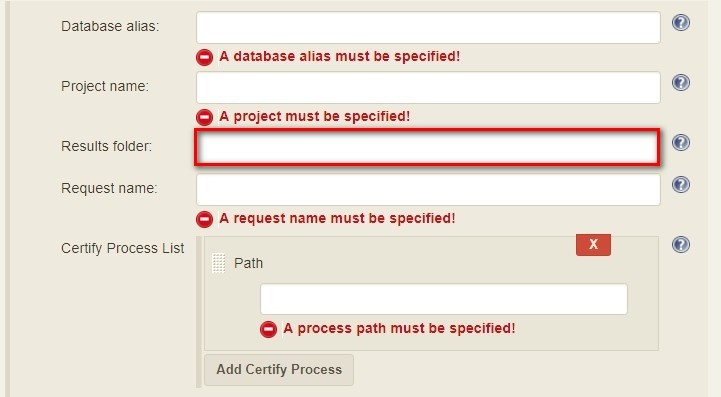 Database alias:
A database alias must be specified!
Project name:
A project must be specified!
Results folder:
Request name:
A request name must be specified!
Certify Process List
X
Path
A process path must be specified!
Add Certify Process